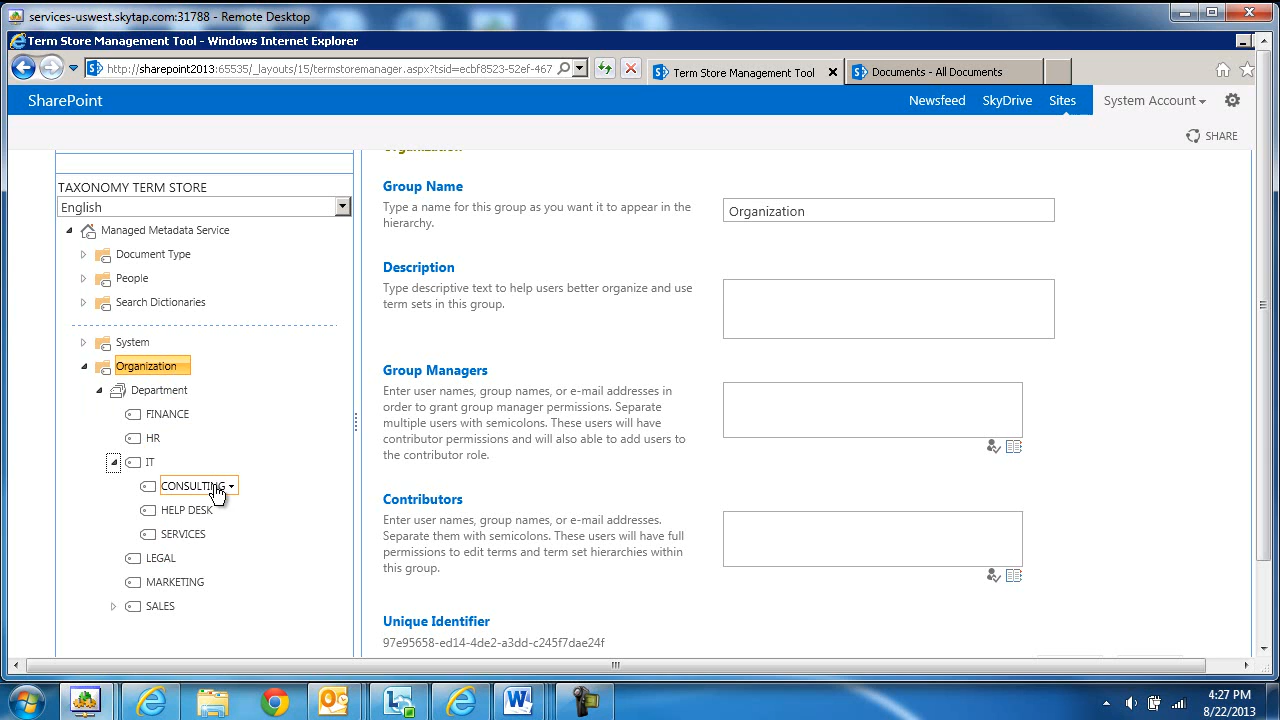 services-uswest.skytap.com:31788 - Remote Desktop
Term Store Management Tool - Windows Internet Explorer
http://sharepoint2013:65535/_layouts/15/termstoremanager.aspx?tsid=ecbf8523-52ef-467
Term Store Management Tool
Documents - All Documents
SharePoint
Newsfeed
SkyDrive
Sites
System Account
SHARE
TAXONOMY TERM STORE
English
Managed Metadata Service
Document Type
People
Search Dictionaries
System
Organization
Department
FINANCE
HR
IT
CONSULTING
HELP DESK
SERVICES
LEGAL
MARKETING
SALES
Organization
Group Name
Type a name for this group as you want it to appear in the
hierarchy.
Organization
Description
Type descriptive text to help users better organize and use
term sets in this group.
Group Managers
Enter user names, group names, or e-mail addresses in
order to grant group manager permissions. Separate
multiple users with semicolons. These users will have
contributor permissions and will also able to add users to
the contributor role.
Contributors
Enter user names, group names, or e-mail addresses.
Separate them with semicolons. These users will have full
permissions to edit terms and term set hierarchies within
this group.
Unique Identifier
97e95658-ed14-4de2-a3dd-c245f7dae24f
4:27 PM
8/22/2013